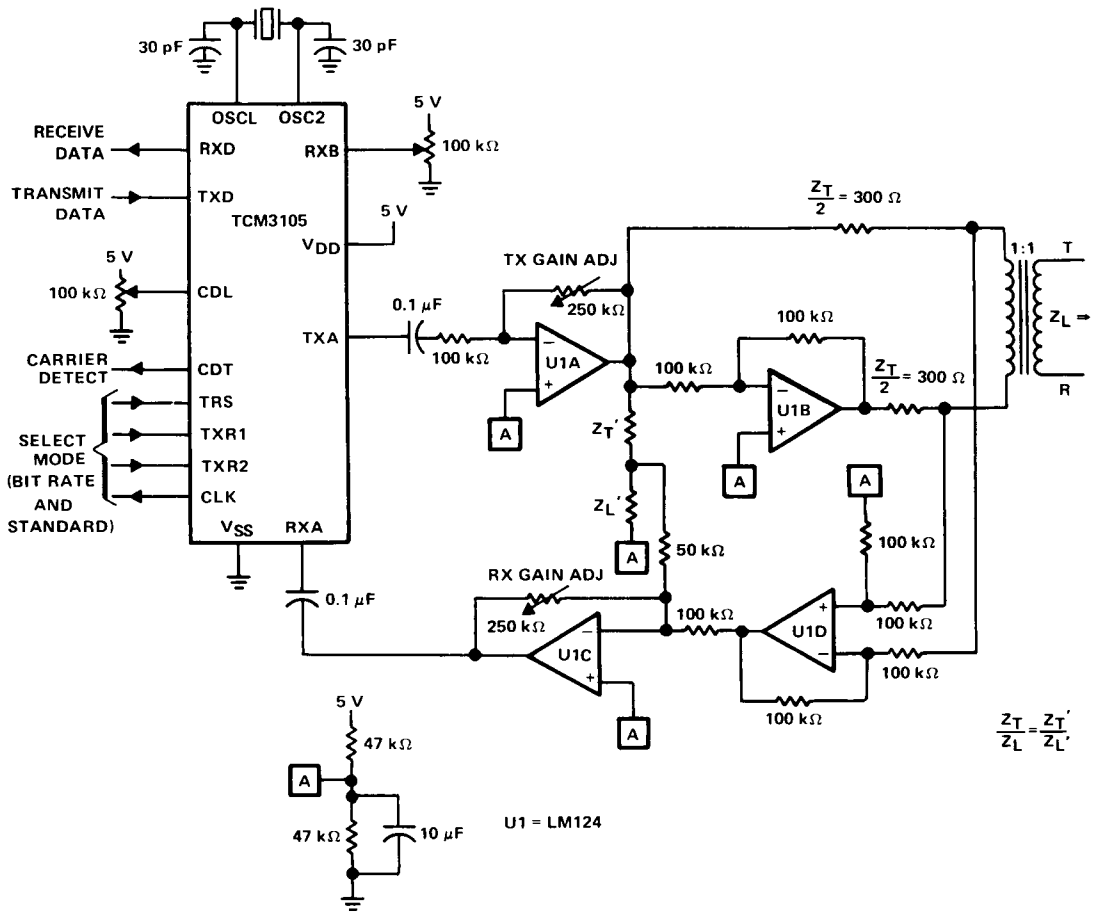 30 pF
30 pF
OSCL
OSC2
5 V
RECEIVE
DATA
RXD
RXB
100 kΩ
TRANSMIT
DATA
TXD
TCM3105
5 V
VDD
5 V
100 kΩ
CDL
TXA
0.1 μF
100 kΩ
TX GAIN ADJ
250 kΩ
ZT/2 = 300 Ω
1:1
T
ZL ⇒
R
−
U1A
+
A
100 kΩ
100 kΩ
−
U1B
+
A
ZT/2 = 300 Ω
CARRIER
DETECT
CDT
TRS
SELECT
MODE
(BIT RATE
AND
STANDARD)
TXR1
TXR2
CLK
VSS
RXA
ZT'
ZL'
A
50 kΩ
A
100 kΩ
0.1 μF
RX GAIN ADJ
250 kΩ
−
U1C
+
A
100 kΩ
+
U1D
−
100 kΩ
100 kΩ
100 kΩ
ZT/ZL = ZT'/ZL'
5 V
47 kΩ
A
47 kΩ
10 μF
U1 = LM124